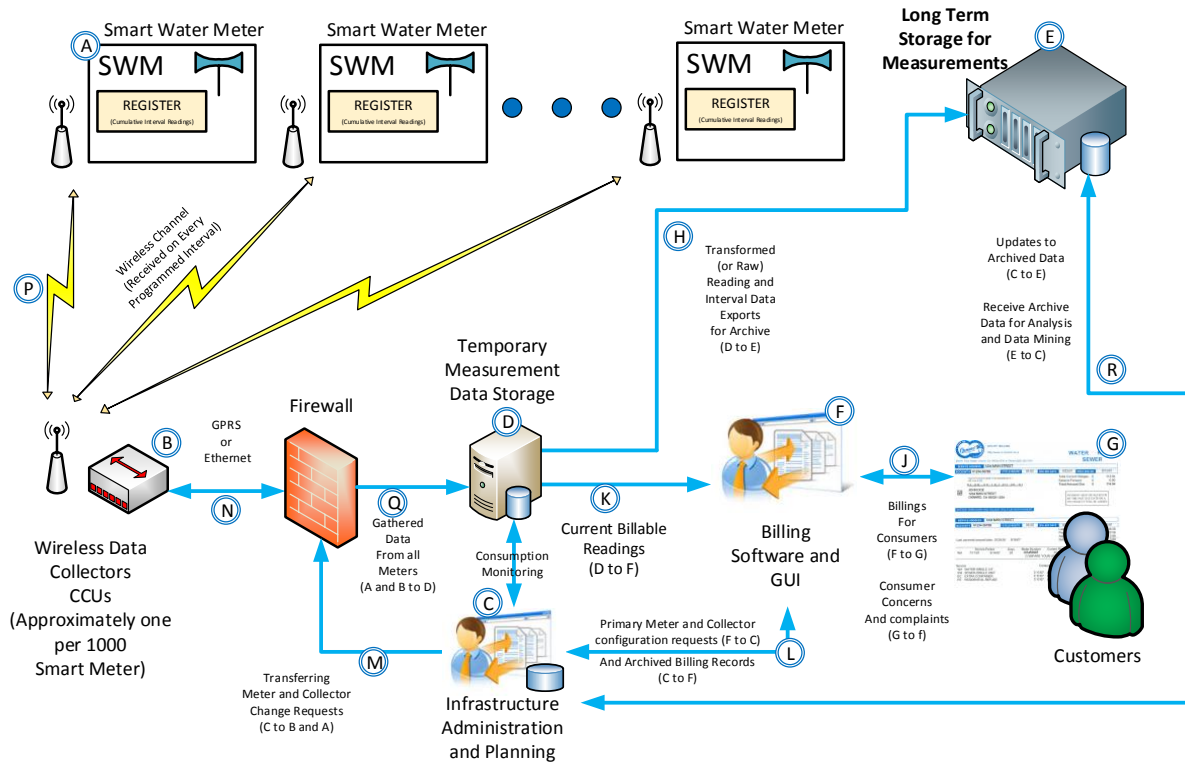 Smart Water Meter
A
SWM
REGISTER
(Cumulative Interval Readings)
Smart Water Meter
SWM
REGISTER
(Cumulative Interval Readings)
Smart Water Meter
SWM
REGISTER
(Cumulative Interval Readings)
Long Term
Storage for
Measurements
E
P
Wireless Channel
(Received on Every
Programmed Interval)
H
Transformed
(or Raw)
Reading and
Interval Data
Exports
for Archive
(D to E)
Updates to
Archived Data
(C to E)
Receive Archive
Data for Analysis
and Data Mining
(E to C)
R
Temporary
Measurement
Data Storage
D
Firewall
GPRS
or
Ethernet
B
N
Wireless Data
Collectors
CCUs
(Approximately one
per 1000
Smart Meter)
Q
Gathered
Data
From all
Meters
(A and B to D)
Consumption
Monitoring
K
Current Billable
Readings
(D to F)
F
Billing
Software and
GUI
J
Billings
For
Consumers
(F to G)
Consumer
Concerns
And complaints
(G to f)
G
WATER
SEWER
Customers
C
Primary Meter and Collector
configuration requests (F to C)
And Archived Billing Records
(C to F)
L
M
Transferring
Meter and Collector
Change Requests
(C to B and A)
Infrastructure
Administration
and Planning